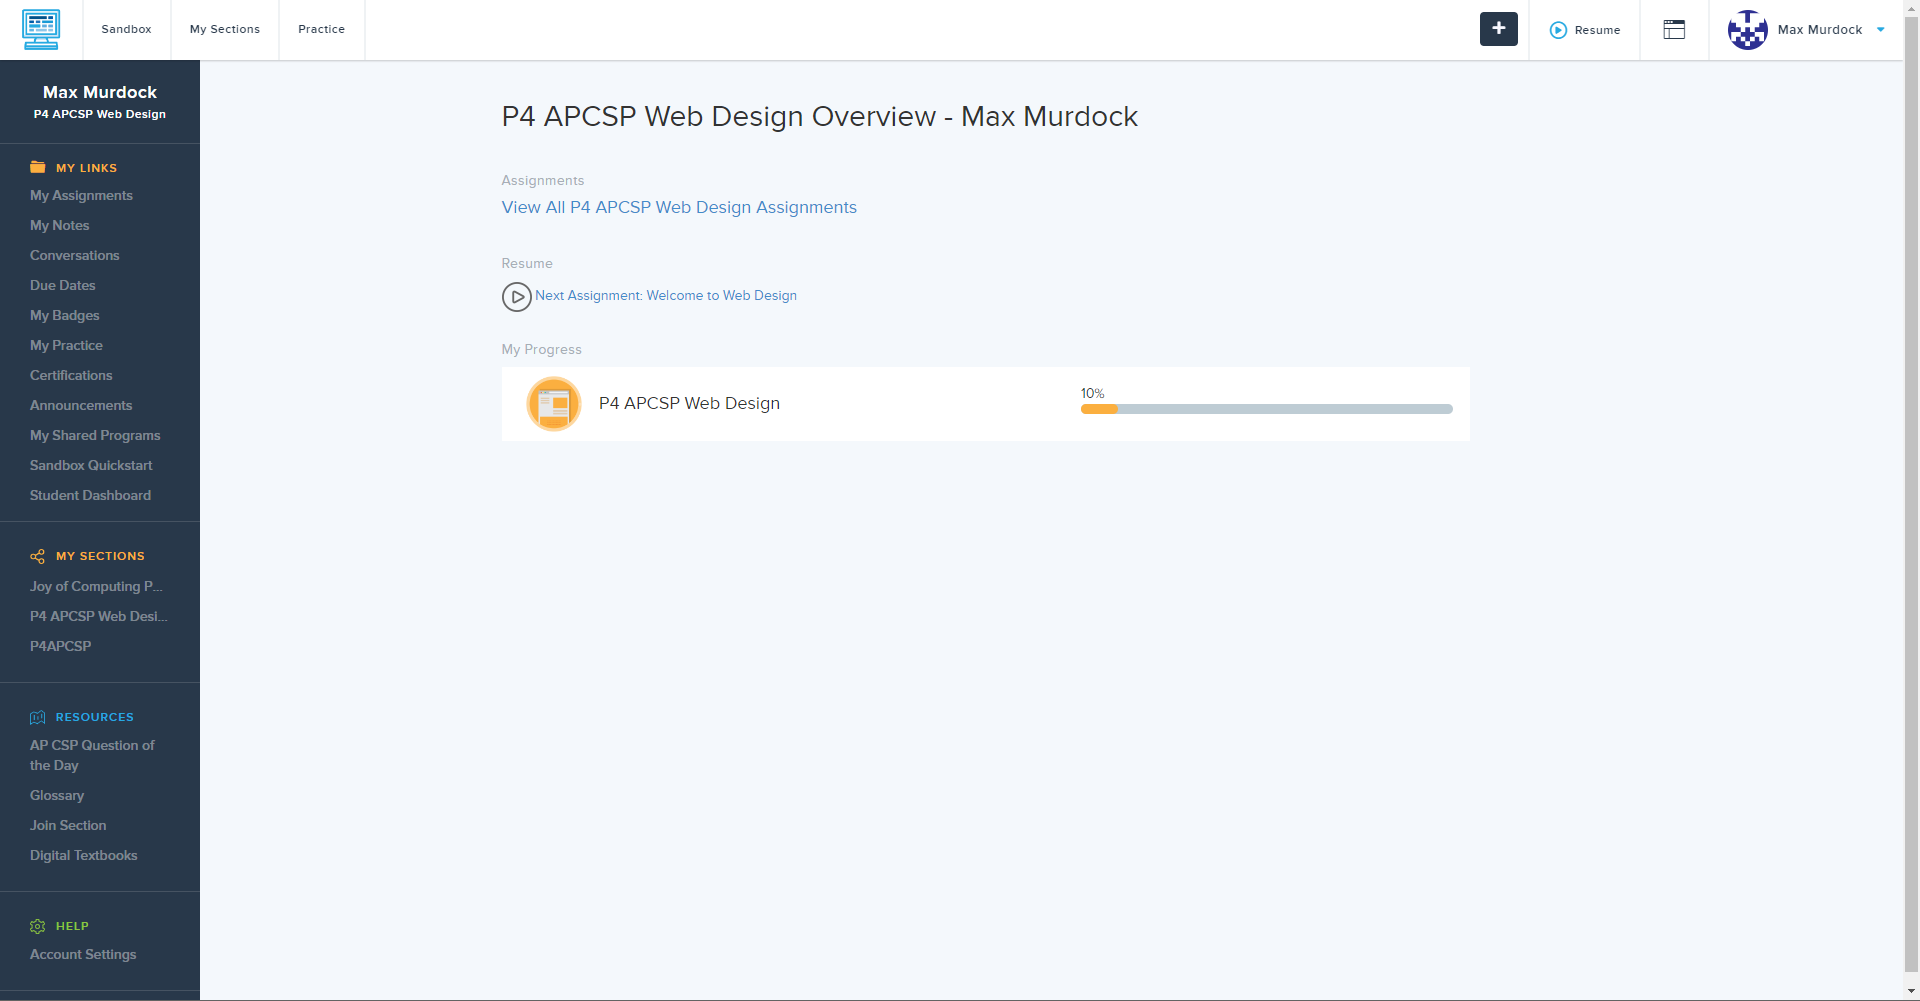 Sandbox
My Sections
Practice
+
Resume
Max Murdock
Max Murdock
P4 APCSP Web Design
MY LINKS
My Assignments
My Notes
Conversations
Due Dates
My Badges
My Practice
Certifications
Announcements
My Shared Programs
Sandbox Quickstart
Student Dashboard
MY SECTIONS
Joy of Computing P...
P4 APCSP Web Desi...
P4APCSP
RESOURCES
AP CSP Question of
the Day
Glossary
Join Section
Digital Textbooks
HELP
Account Settings
P4 APCSP Web Design Overview - Max Murdock
Assignments
View All P4 APCSP Web Design Assignments
Resume
Next Assignment: Welcome to Web Design
My Progress
P4 APCSP Web Design
10%